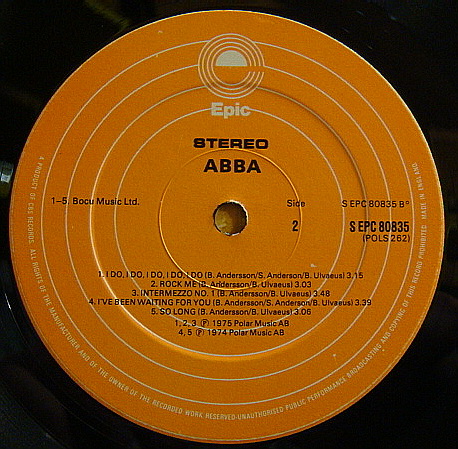 Epic
STEREO
ABBA
1-5 Bocu Music Ltd.
Side
2
S EPC 80835 B°
S EPC 80835
(POLS 262)
1. I DO, I DO, I DO, I DO, I DO (B. Andersson/S. Anderson/B. Ulvaeus) 3.15
2. ROCK ME (B. Andersson/B. Ulvaeus) 3.03
3. INTERMEZZO NO. 1 (B. Andersson/B. Ulvaeus) 3.48
4. I'VE BEEN WAITING FOR YOU (B. Andersson/S. Anderson/B. Ulvaeus) 3.39
5. SO LONG (B. Andersson/B. Ulvaeus) 3.06
1, 2, 3 Ⓟ 1975 Polar Music AB
4, 5 Ⓟ 1974 Polar Music AB
A PRODUCT OF CBS RECORDS. ALL RIGHTS OF THE MANUFACTURER AND OF THE OWNER OF THE RECORDED WORK RESERVED-UNAUTHORISED PUBLIC PERFORMANCE BROADCASTING AND COPYING OF THIS RECORD PROHIBITED MADE IN ENGLAND